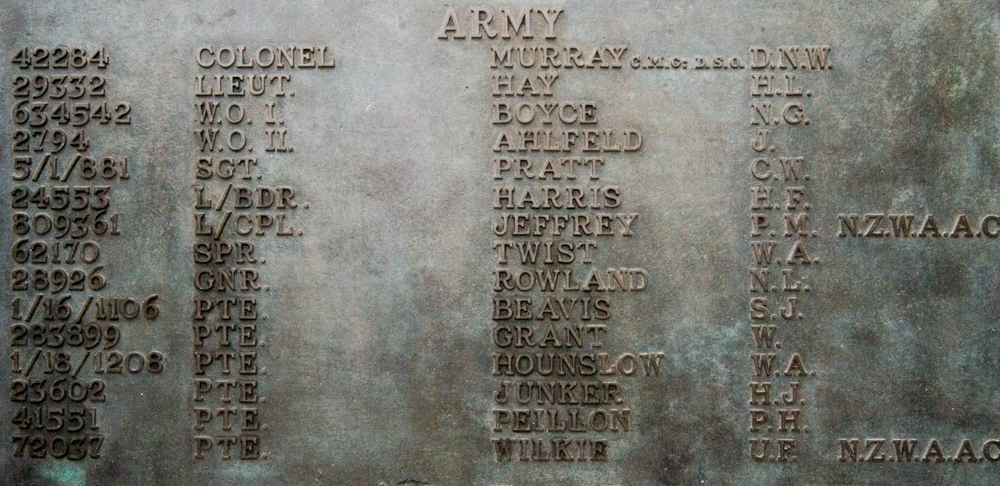 ARMY
42284 COLONEL MURRAY C.M.G: D.S.O. D.N.W.
29332 LIEUT. HAY H.L.
634542 W.O. I. BOYCE N.G.
2794 W.O. II. AHLFELD J.
5/1/881 SGT. PRATT C.W.
24553 L/BDR. HARRIS H.F.
809361 L/CPL. JEFFREY P.M. N.Z.W.A.A.C
62170 SPR. TWIST W.A.
28926 GNR. ROWLAND N.L.
1/16/1106 PTE. BEAVIS S.J.
283899 PTE. GRANT W.
1/18/1208 PTE. HOUNSLOW W.A.
23602 PTE. JUNKER H.J.
41551 PTE. PEILLON P.H.
72037 PTE. WILKIE U.F. N.Z.W.A.A.C